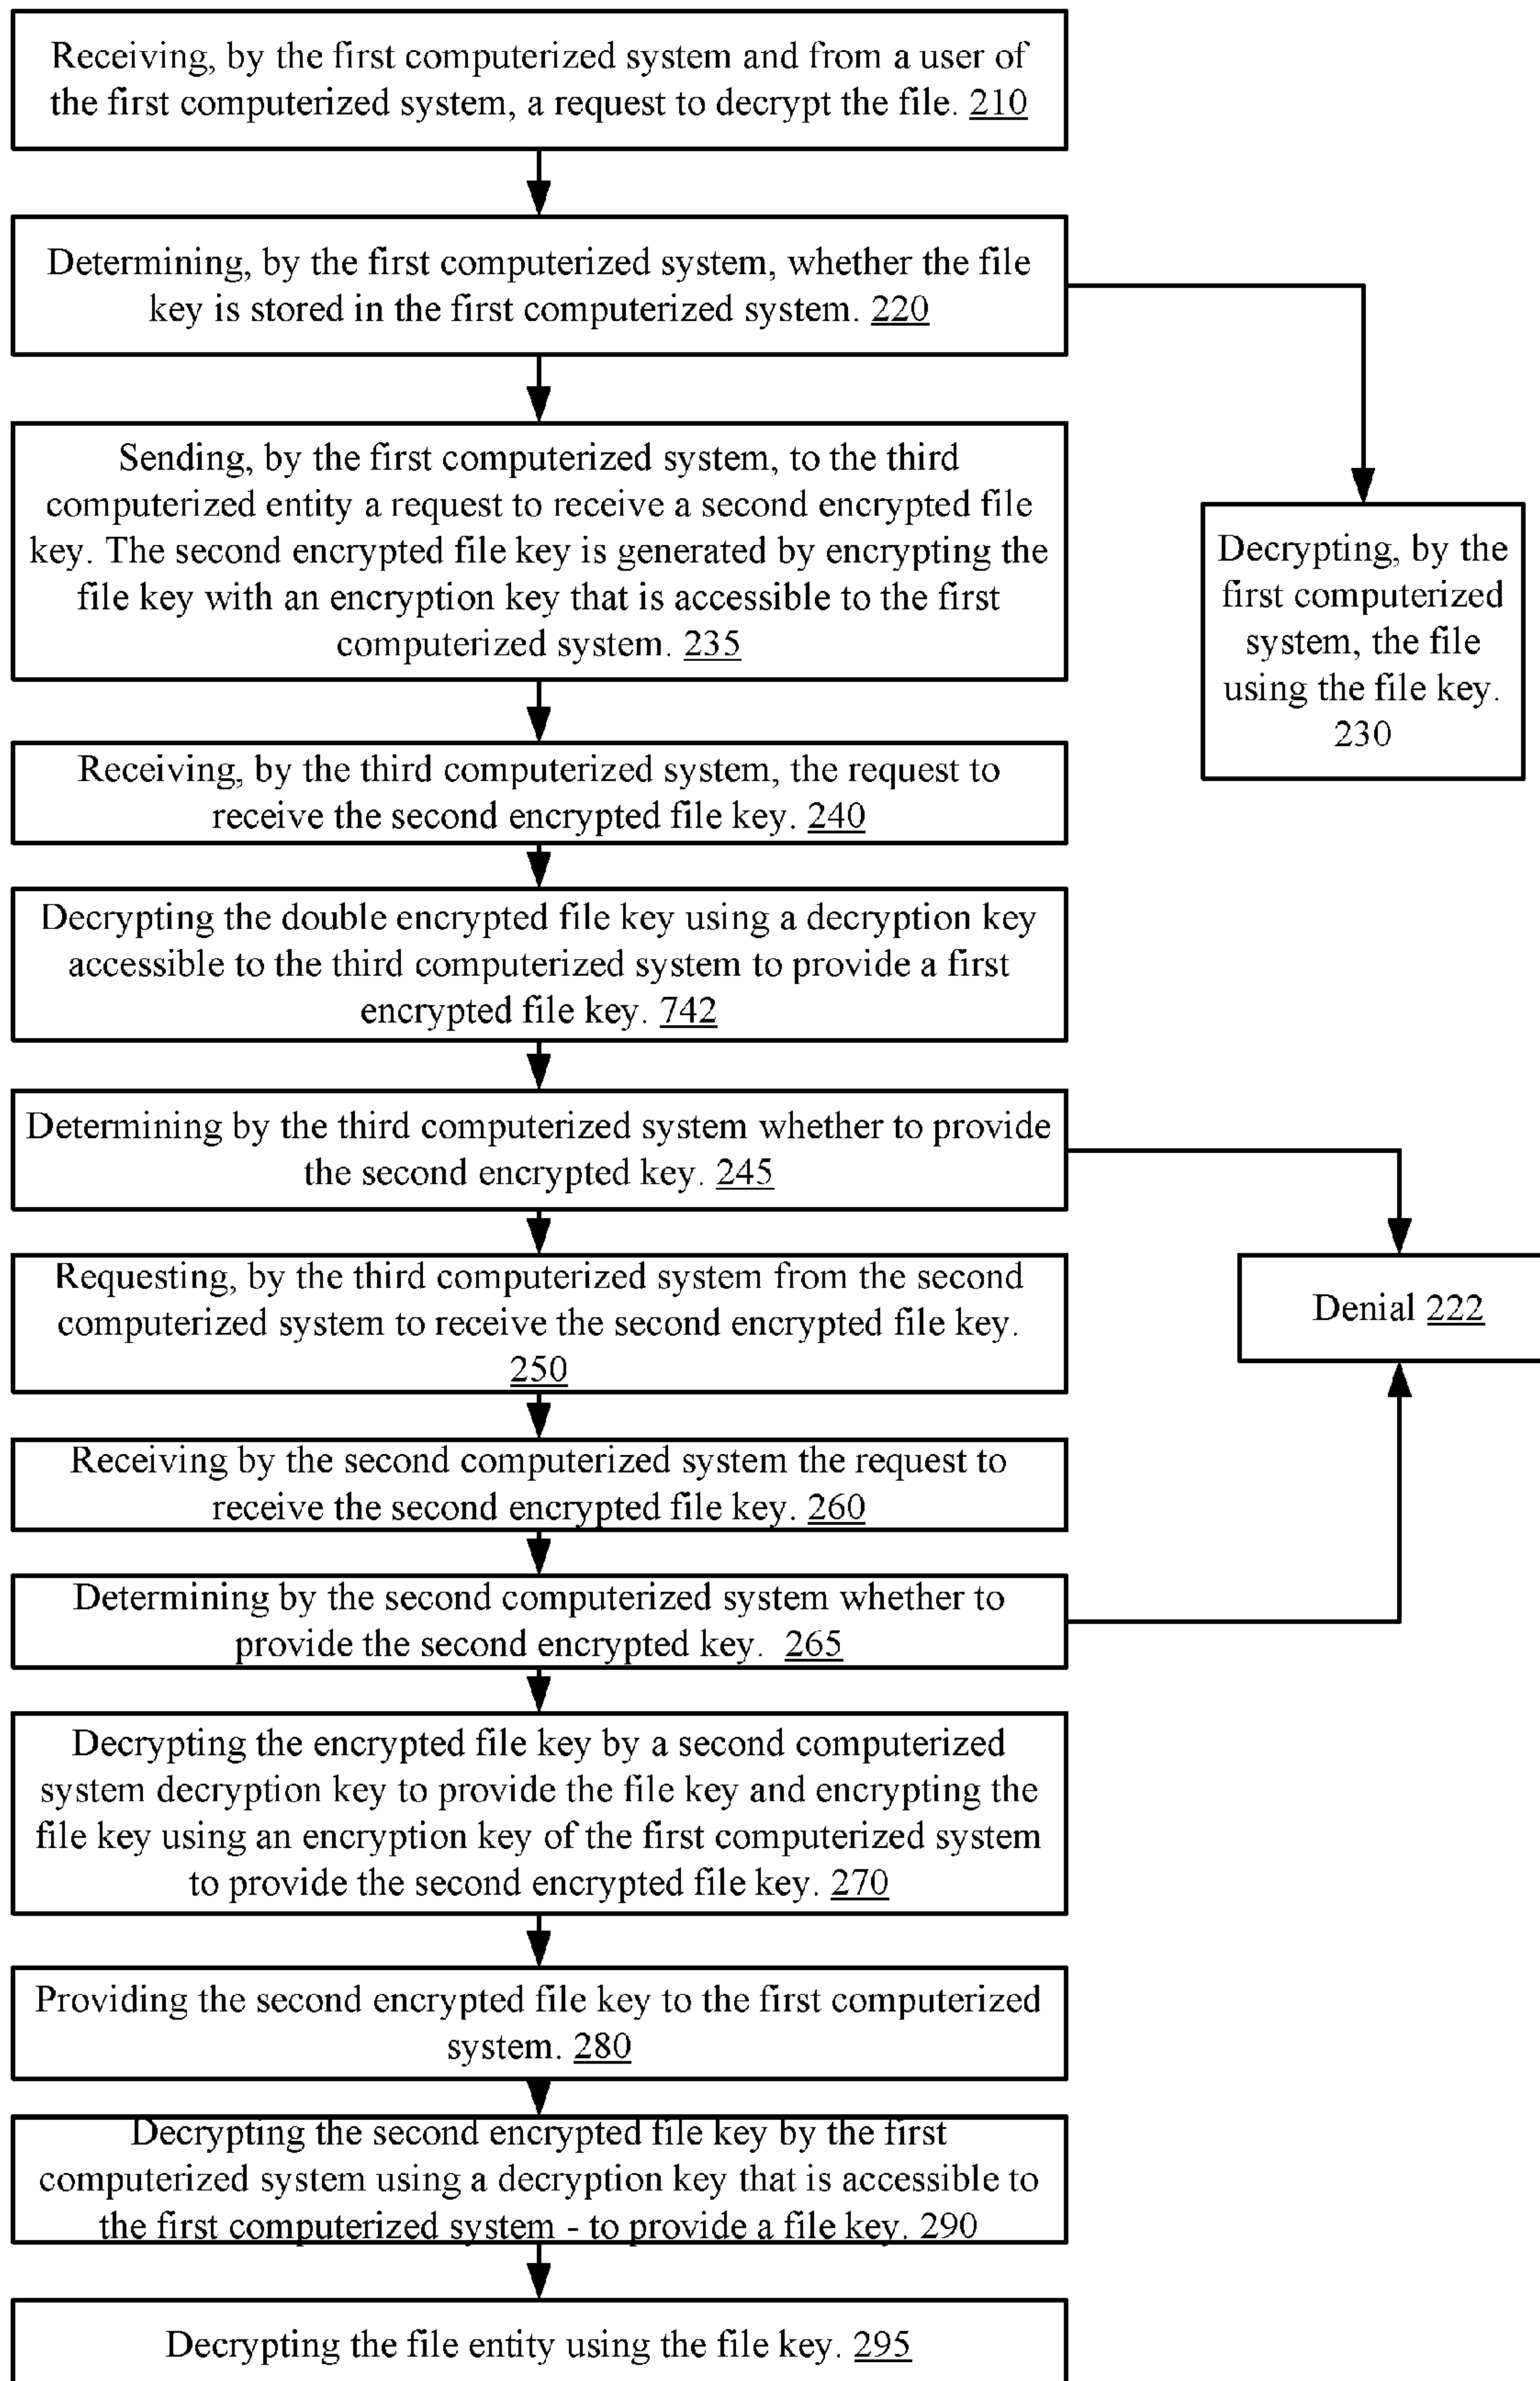 Receiving, by the first computerized system and from a user of
the first computerized system, a request to decrypt the file. 210
Determining, by the first computerized system, whether the file
key is stored in the first computerized system. 220
Sending, by the first computerized system, to the third
computerized entity a request to receive a second encrypted file
key. The second encrypted file key is generated by encrypting the
file key with an encryption key that is accessible to the first
computerized system. 235
Decrypting, by the
first computerized
system, the file
using the file key.
230
Receiving, by the third computerized system, the request to
receive the second encrypted file key. 240
Decrypting the double encrypted file key using a decryption key
accessible to the third computerized system to provide a first
encrypted file key. 742
Determining by the third computerized system whether to provide
the second encrypted key. 245
Requesting, by the third computerized system from the second
computerized system to receive the second encrypted file key.
250
Denial 222
Receiving by the second computerized system the request to
receive the second encrypted file key. 260
Determining by the second computerized system whether to
provide the second encrypted key. 265
Decrypting the encrypted file key by a second computerized
system decryption key to provide the file key and encrypting the
file key using an encryption key of the first computerized system
to provide the second encrypted file key. 270
Providing the second encrypted file key to the first computerized
system. 280
Decrypting the second encrypted file key by the first
computerized system using a decryption key that is accessible to
the first computerized system - to provide a file key. 290
Decrypting the file entity using the file key. 295